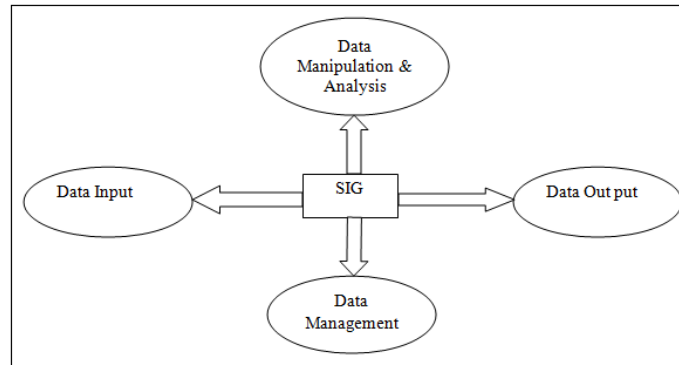 Data
Manipulation &
Analysis
Data Input
SIG
Data Out put
Data
Management